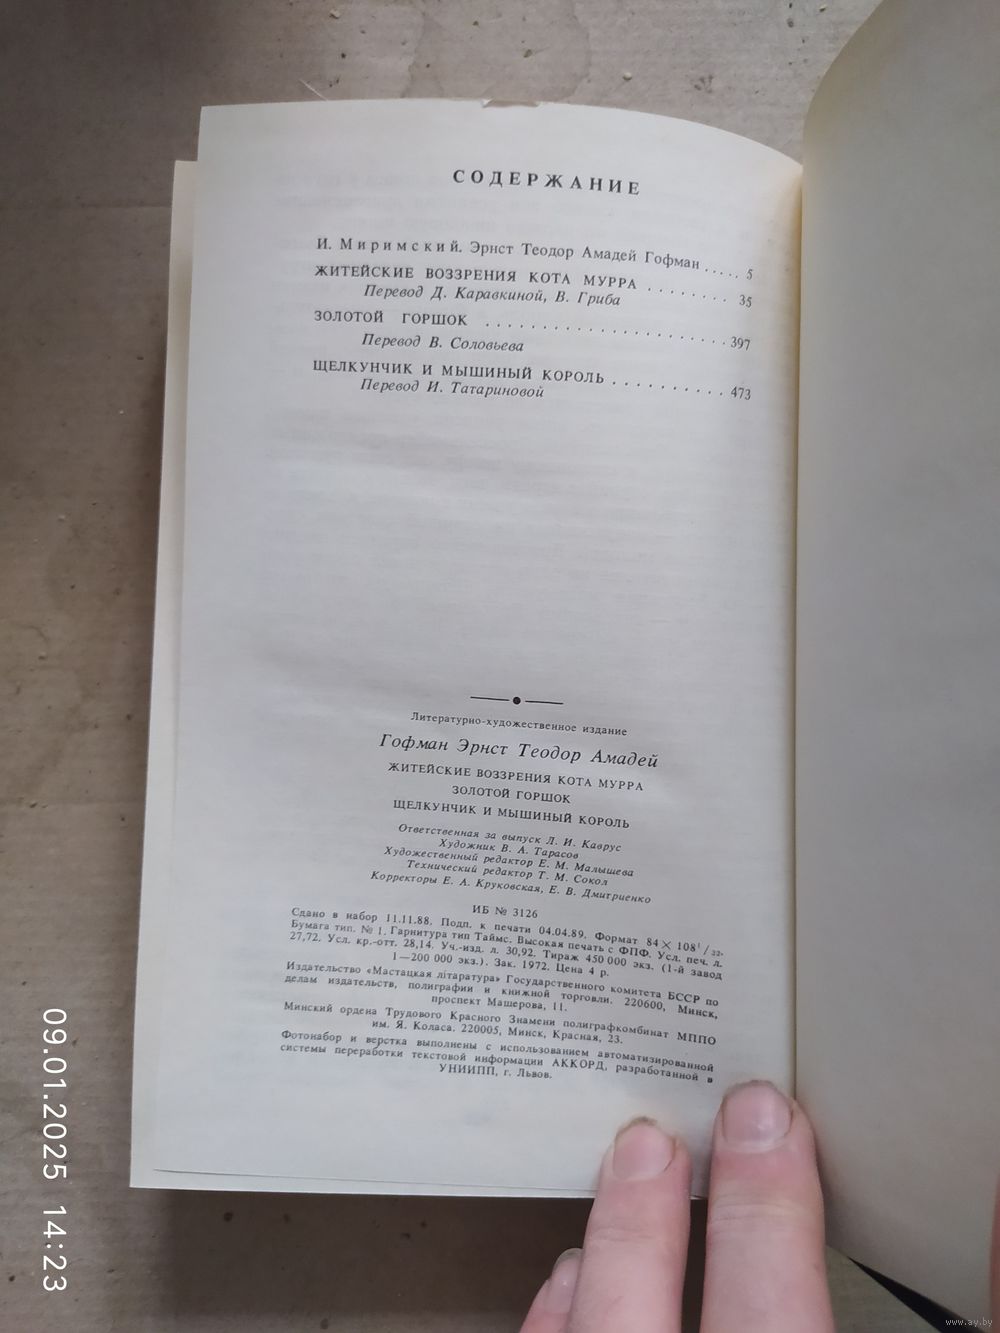 СОДЕРЖАНИЕ
И. Миримский. Эрнст Теодор Амадей Гофман ..... 5
ЖИТЕЙСКИЕ ВОЗЗРЕНИЯ КОТА МУРРА ........ 35
Перевод Д. Каравкиной, В. Гриба
ЗОЛОТОЙ ГОРШОК ...................... 397
Перевод В. Соловьева
ЩЕЛКУНЧИК И МЫШИНЫЙ КОРОЛЬ .......... 473
Перевод И. Татариновой
Литературно-художественное издание
Гофман Эрнст Теодор Амадей
ЖИТЕЙСКИЕ ВОЗЗРЕНИЯ КОТА МУРРА
ЗОЛОТОЙ ГОРШОК
ЩЕЛКУНЧИК И МЫШИНЫЙ КОРОЛЬ
Ответственная за выпуск Л. И. Каврус
Художник В. А. Тарасов
Художественный редактор Е. М. Малышева
Технический редактор Т. М. Сокол
Корректоры Е. А. Круковская, Е. В. Дмитриенко
ИБ № 3126
Сдано в набор 11.11.88. Подп. к печати 04.04.89. Формат 84×108¹/₃₂.
Бумага тип. № 1. Гарнитура тип Таймс. Высокая печать с ФПФ. Усл. печ. л.
27,72. Усл. кр.-отт. 28,14. Уч.-изд. л. 30,92. Тираж 450 000 экз. (1-й завод
1—200 000 экз.). Зак. 1972. Цена 4 р.
Издательство «Мастацкая літаратура» Государственного комитета БССР по
делам издательств, полиграфии и книжной торговли. 220600, Минск,
проспект Машерова, 11.
Минский ордена Трудового Красного Знамени полиграфкомбинат МППО
им. Я. Коласа. 220005, Минск, Красная, 23.
Фотонабор и верстка выполнены с использованием автоматизированной
системы переработки текстовой информации АККОРД, разработанной в
УНИИПП, г. Львов.
09.01.2025 14:23
www.ay.by